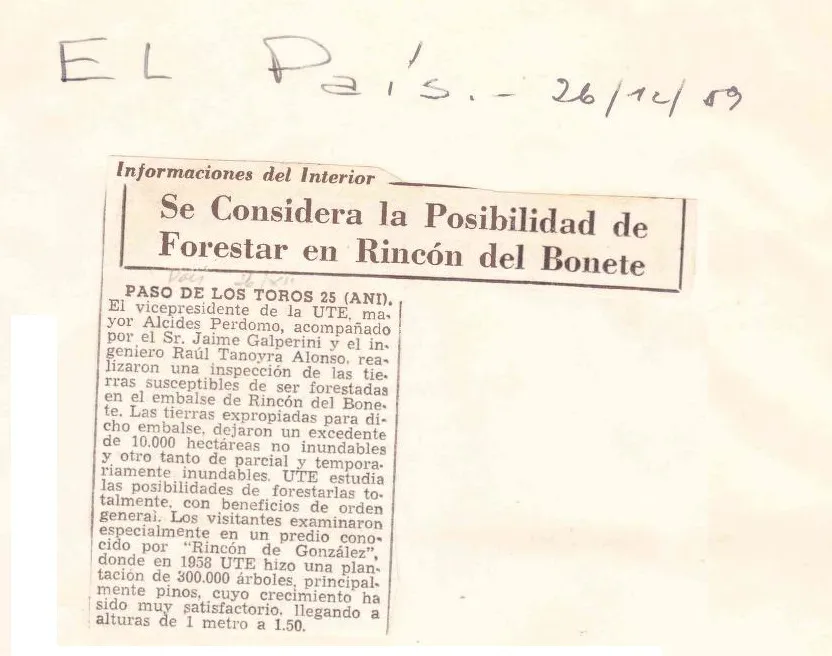 EL País. - 26/12/59
Informaciones del Interior
Se Considera la Posibilidad de
Forestar en Rincón del Bonete
PASO DE LOS TOROS 25 (ANI).
El vicepresidente de la UTE, ma-
yor Alcides Perdomo, acompañado
por el Sr. Jaime Galperini y el in-
geniero Raúl Tanoyra Alonso, rea-
lizaron una inspección de las tie-
rras susceptibles de ser forestadas
en el embalse de Rincón del Bone-
te. Las tierras expropiadas para di-
cho embalse, dejaron un excedente
de 10.000 hectáreas no inundables
y otro tanto de parcial y tempora-
riamente inundables. UTE estudia
las posibilidades de forestarlas to-
talmente, con beneficios de orden
general. Los visitantes examinaron
especialmente en un predio cono-
cido por "Rincón de González",
donde en 1958 UTE hizo una plan-
tación de 300.000 árboles, principal-
mente pinos, cuyo crecimiento ha
sido muy satisfactorio, llegando a
alturas de 1 metro a 1.50.